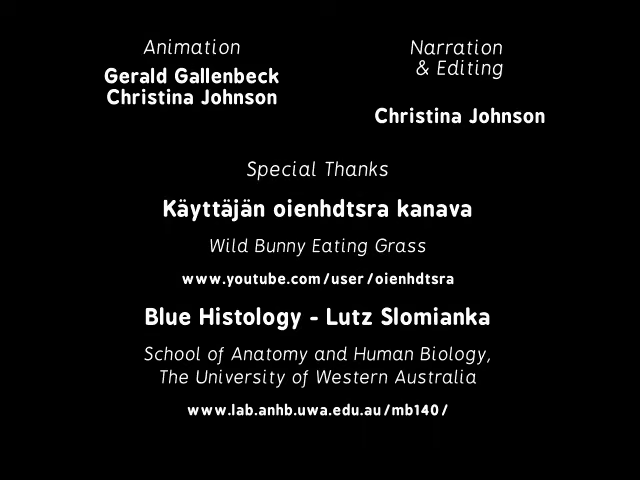 Animation
Gerald Gallenbeck
Christina Johnson
Narration
& Editing
Christina Johnson
Special Thanks
Käyttäjän oienhdtsra kanava
Wild Bunny Eating Grass
www.youtube.com/user/oienhdtsra
Blue Histology - Lutz Slomianka
School of Anatomy and Human Biology,
The University of Western Australia
www.lab.anhb.uwa.edu.au/mb140/